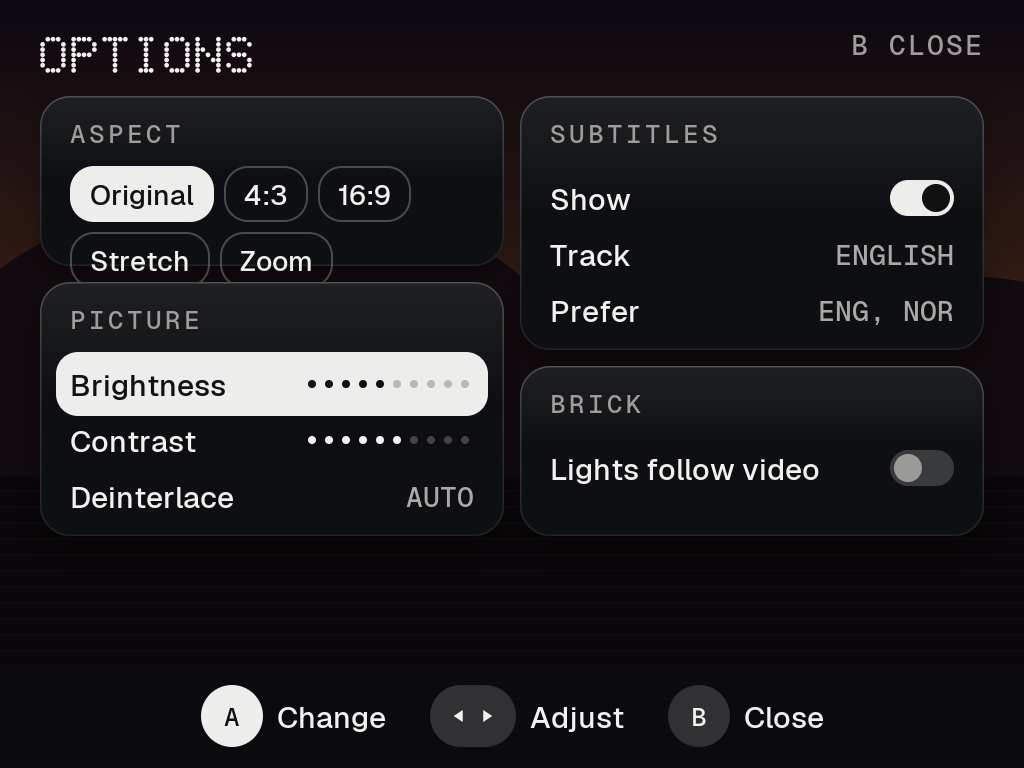 OPTIONS
B CLOSE
ASPECT
Original 4:3 16:9
Stretch Zoom
PICTURE
Brightness
Contrast
Deinterlace AUTO
SUBTITLES
Show
Track ENGLISH
Prefer ENG, NOR
BRICK
Lights follow video
A Change ◀ ▶ Adjust B Close